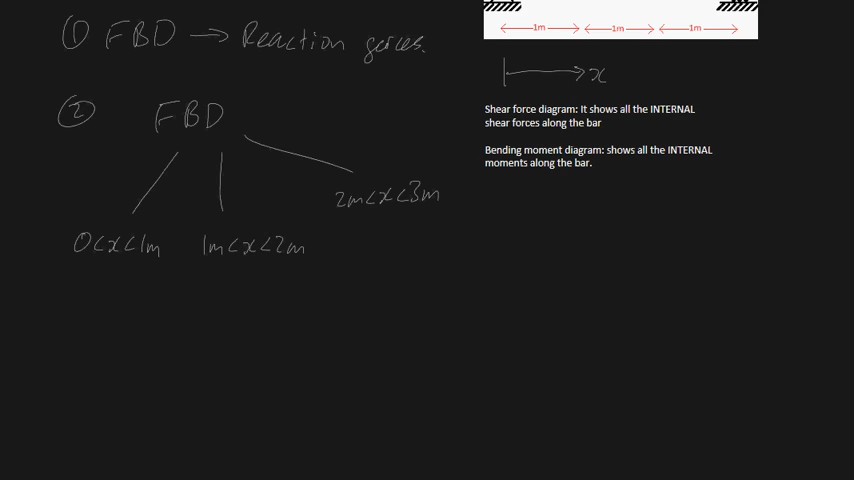 ① FBD → Reaction forces.
② FBD
0<x<1m
1m<x<2m
2m<x<3m
1m 1m 1m
x
Shear force diagram: It shows all the INTERNAL
shear forces along the bar
Bending moment diagram: shows all the INTERNAL
moments along the bar.